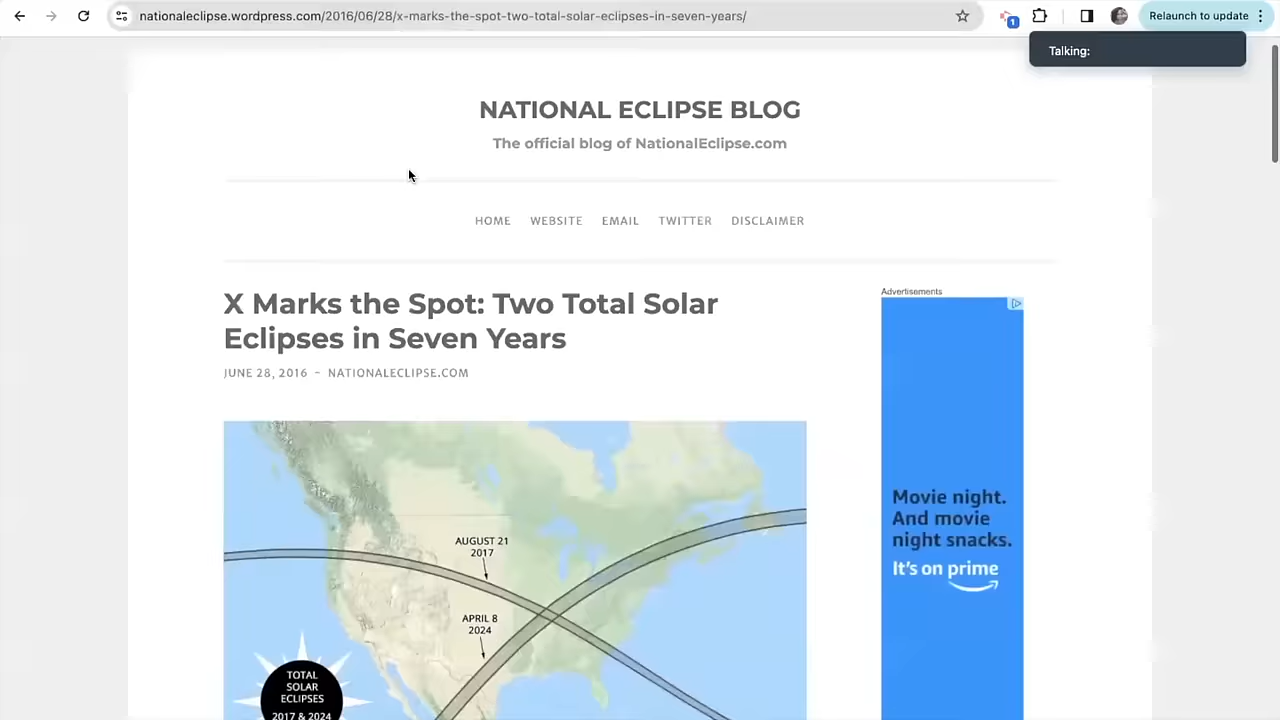 nationaleclipse.wordpress.com/2016/06/28/x-marks-the-spot-two-total-solar-eclipses-in-seven-years/
1
Relaunch to update
Talking:
NATIONAL ECLIPSE BLOG
The official blog of NationalEclipse.com
HOME WEBSITE EMAIL TWITTER DISCLAIMER
X Marks the Spot: Two Total Solar
Eclipses in Seven Years
JUNE 28, 2016 – NATIONALECLIPSE.COM
Advertisements
AUGUST 21
2017
APRIL 8
2024
TOTAL
SOLAR
ECLIPSES
2017 & 2024
Movie night.
And movie
night snacks.
It's on prime